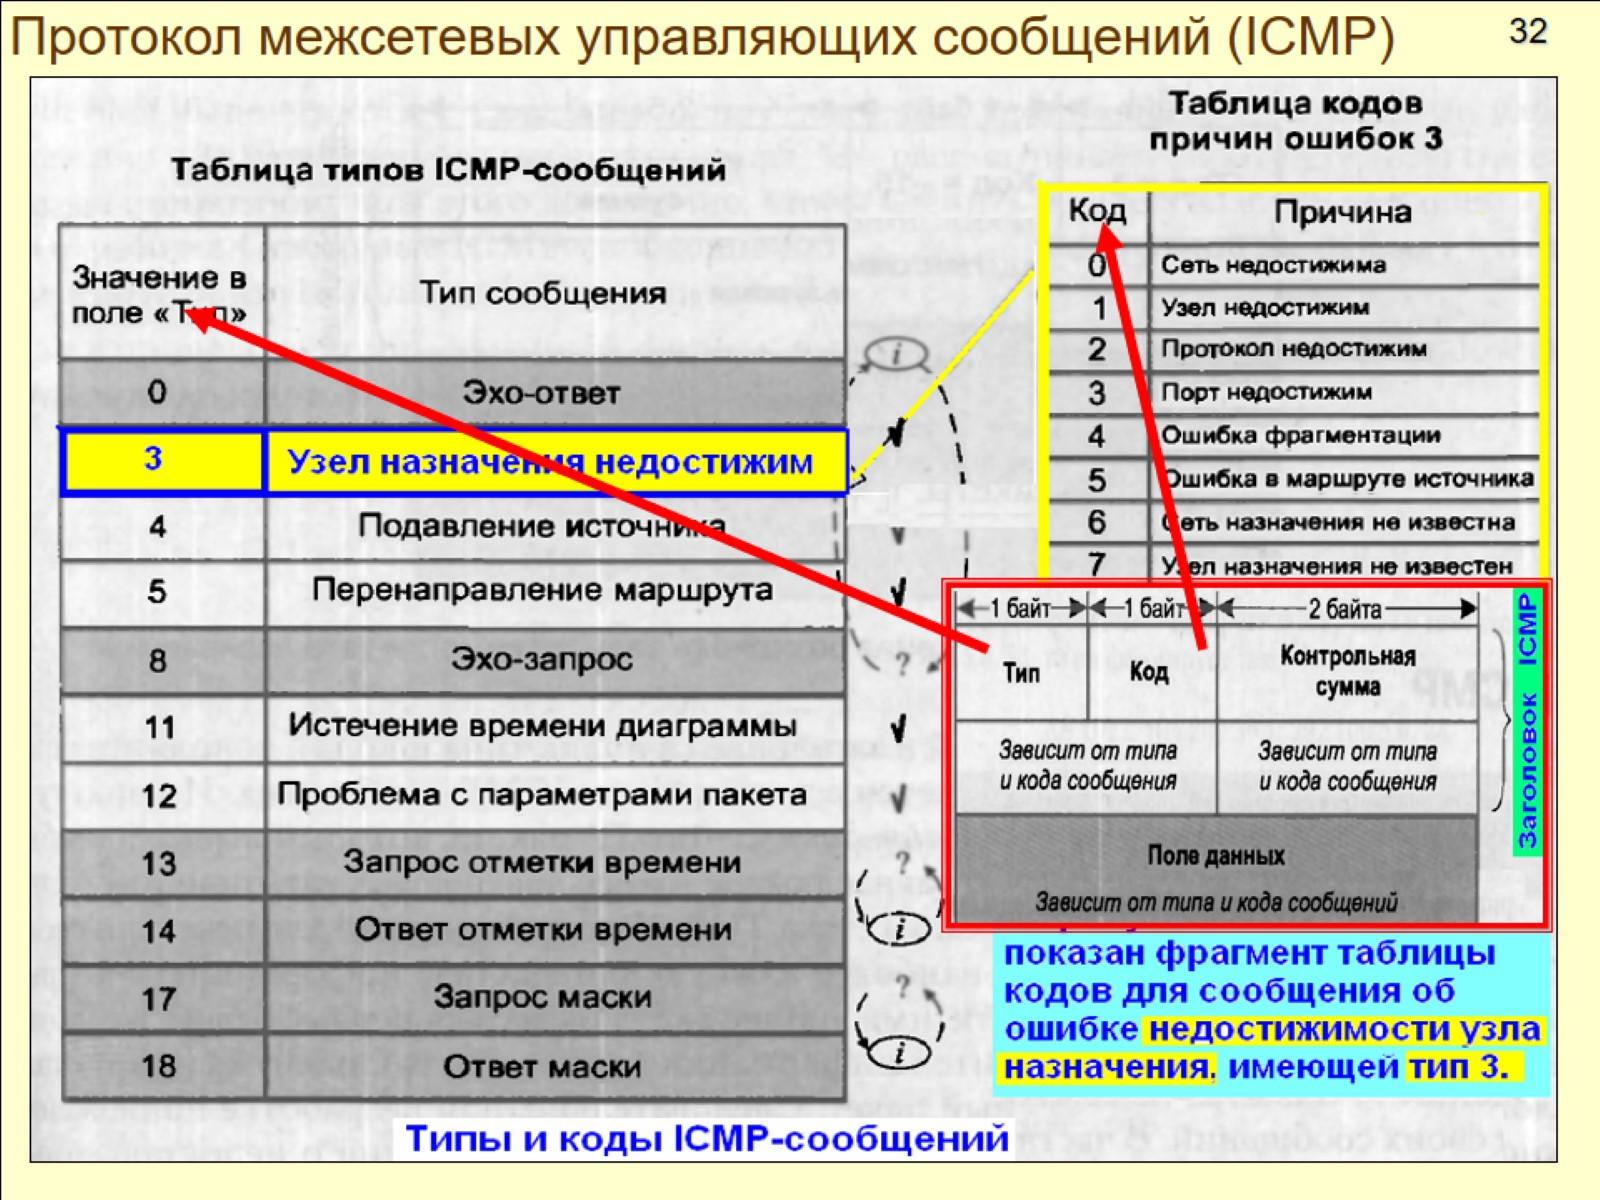 Протокол межсетевых управляющих сообщений (ICMP)
32
Таблица типов ICMP-сообщений
Значение в
поле «Тип»
Тип сообщения
0 Эхо-ответ
3 Узел назначения недостижим
4 Подавление источника
5 Перенаправление маршрута
8 Эхо-запрос
11 Истечение времени диаграммы
12 Проблема с параметрами пакета
13 Запрос отметки времени
14 Ответ отметки времени
17 Запрос маски
18 Ответ маски
i
?
?
i
?
i
Таблица кодов
причин ошибок 3
Код Причина
0 Сеть недостижима
1 Узел недостижим
2 Протокол недостижим
3 Порт недостижим
4 Ошибка фрагментации
5 Ошибка в маршруте источника
6 Сеть назначения не известна
7 Узел назначения не известен
1 байт 1 байт 2 байта
Тип
Код
Контрольная
сумма
Зависит от типа
и кода сообщения
Зависит от типа
и кода сообщения
Поле данных
Зависит от типа и кода сообщений
Заголовок ICMP
показан фрагмент таблицы
кодов для сообщения об
ошибке недостижимости узла
назначения, имеющей тип 3.
Типы и коды ICMP-сообщений